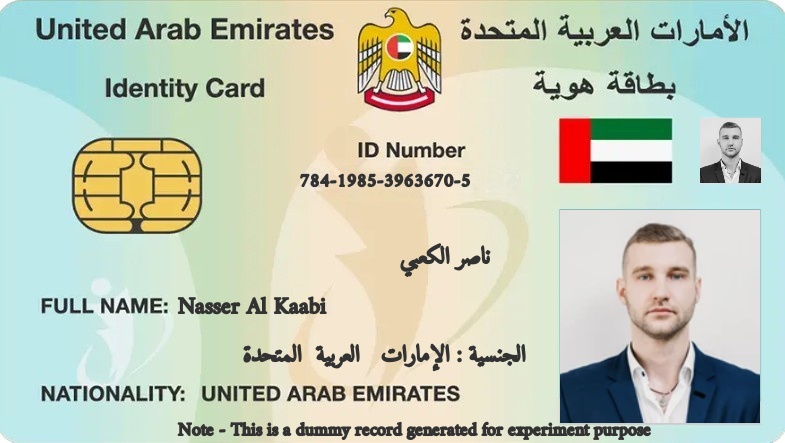 United Arab Emirates
الأمارات العربية المتحدة
Identity Card
بطاقة هوية
ID Number
784-1985-3963670-5
ناصر الكعبي
FULL NAME: Nasser Al Kaabi
الجنسية : الإمارات العربية المتحدة
NATIONALITY: UNITED ARAB EMIRATES
Note - This is a dummy record generated for experiment purpose